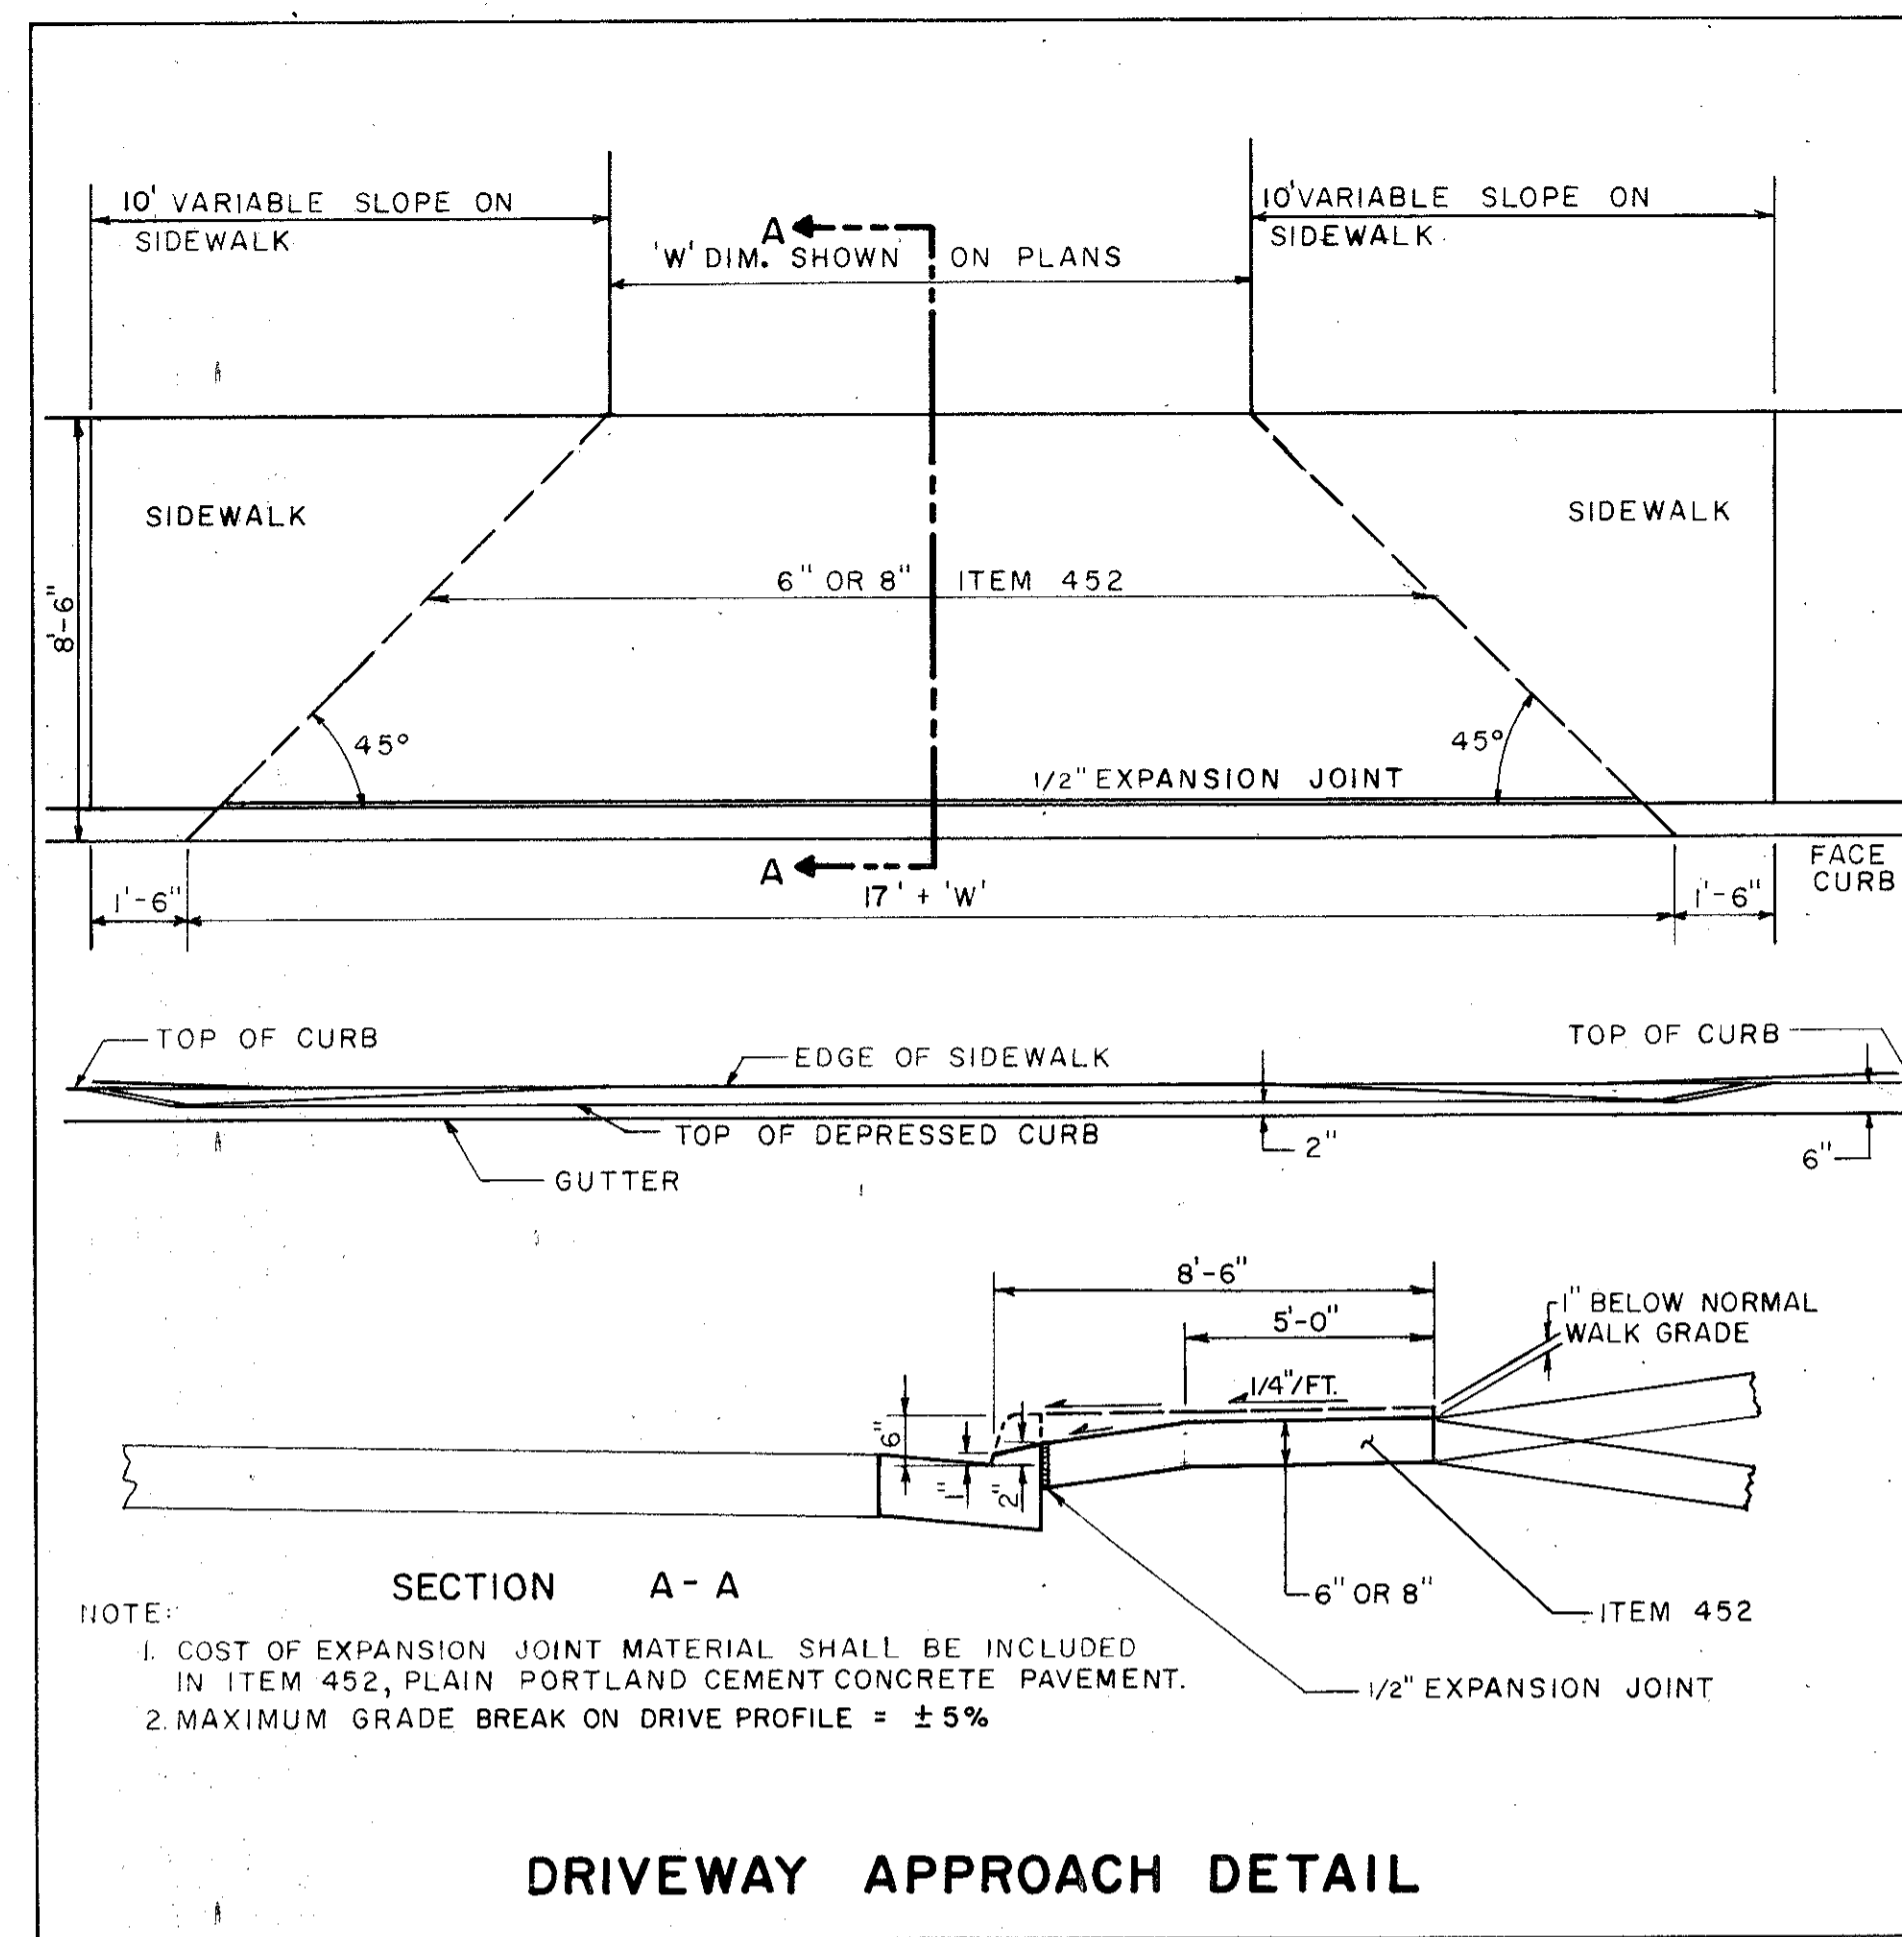 10' VARIABLE SLOPE ON
SIDEWALK
10' VARIABLE SLOPE ON
SIDEWALK
A
'W' DIM. SHOWN ON PLANS
SIDEWALK
SIDEWALK
6" OR 8" ITEM 452
8'-6"
45°
45°
1/2" EXPANSION JOINT
A
FACE
CURB
1'-6"
17' + 'W'
1'-6"
TOP OF CURB
EDGE OF SIDEWALK
TOP OF CURB
TOP OF DEPRESSED CURB
2"
6"
GUTTER
8'-6"
5'-0"
1" BELOW NORMAL
WALK GRADE
1/4"/FT.
6"
1"
2"
6" OR 8"
ITEM 452
1/2" EXPANSION JOINT
SECTION A-A
NOTE:
1. COST OF EXPANSION JOINT MATERIAL SHALL BE INCLUDED
IN ITEM 452, PLAIN PORTLAND CEMENT CONCRETE PAVEMENT.
2. MAXIMUM GRADE BREAK ON DRIVE PROFILE = ± 5%
DRIVEWAY APPROACH DETAIL